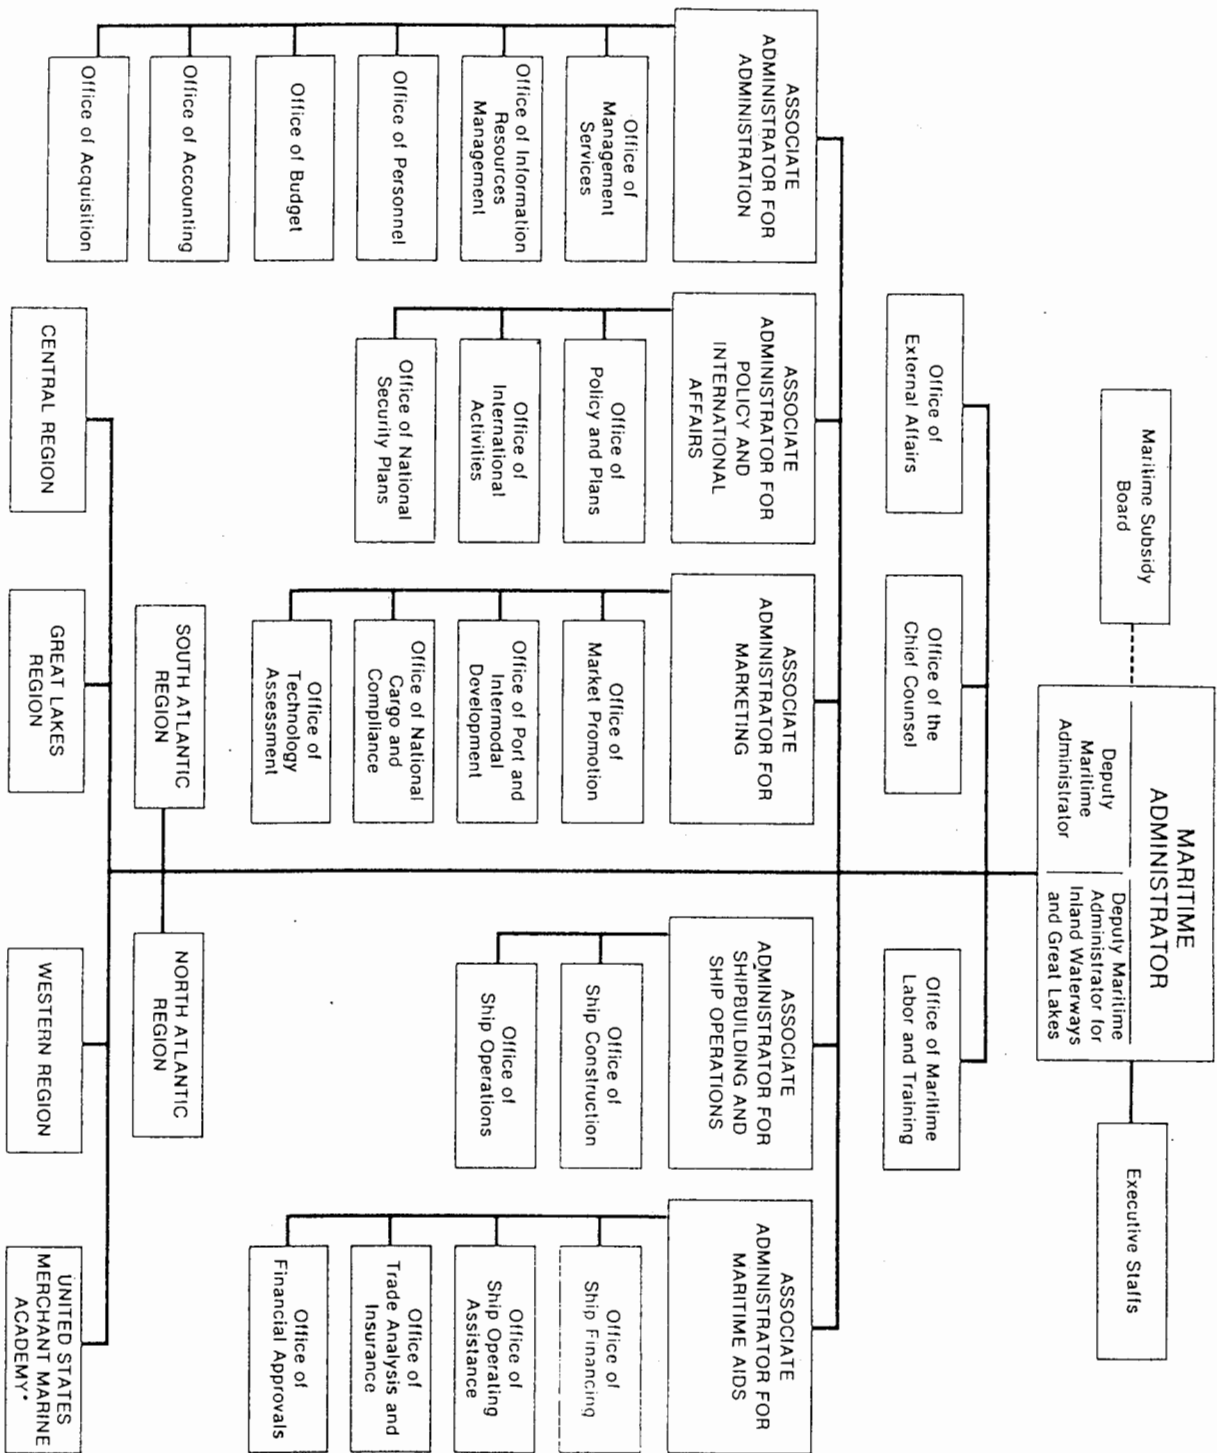 MARITIME
ADMINISTRATOR
Deputy
Maritime
Administrator
Deputy Maritime
Administrator for
Inland Waterways
and Great Lakes
Maritime Subsidy
Board
Executive Staffs
Office of
External Affairs
Office of the
Chief Counsel
Office of Maritime
Labor and Training
ASSOCIATE
ADMINISTRATOR FOR
ADMINISTRATION
Office of
Management
Services
Office of Information
Resources
Management
Office of Personnel
Office of Budget
Office of Accounting
Office of Acquisition
ASSOCIATE
ADMINISTRATOR FOR
POLICY AND
INTERNATIONAL
AFFAIRS
Office of
Policy and Plans
Office of
International
Activities
Office of National
Security Plans
ASSOCIATE
ADMINISTRATOR FOR
MARKETING
Office of
Market Promotion
Office of Port and
Intermodal
Development
Office of National
Cargo and
Compliance
Office of
Technology
Assessment
ASSOCIATE
ADMINISTRATOR FOR
SHIPBUILDING AND
SHIP OPERATIONS
Office of
Ship Construction
Office of
Ship Operations
ASSOCIATE
ADMINISTRATOR FOR
MARITIME AIDS
Office of
Ship Financing
Office of
Ship Operating
Assistance
Office of
Trade Analysis and
Insurance
Office of
Financial Approvals
SOUTH ATLANTIC
REGION
NORTH ATLANTIC
REGION
CENTRAL REGION
GREAT LAKES
REGION
WESTERN REGION
UNITED STATES
MERCHANT MARINE
ACADEMY*